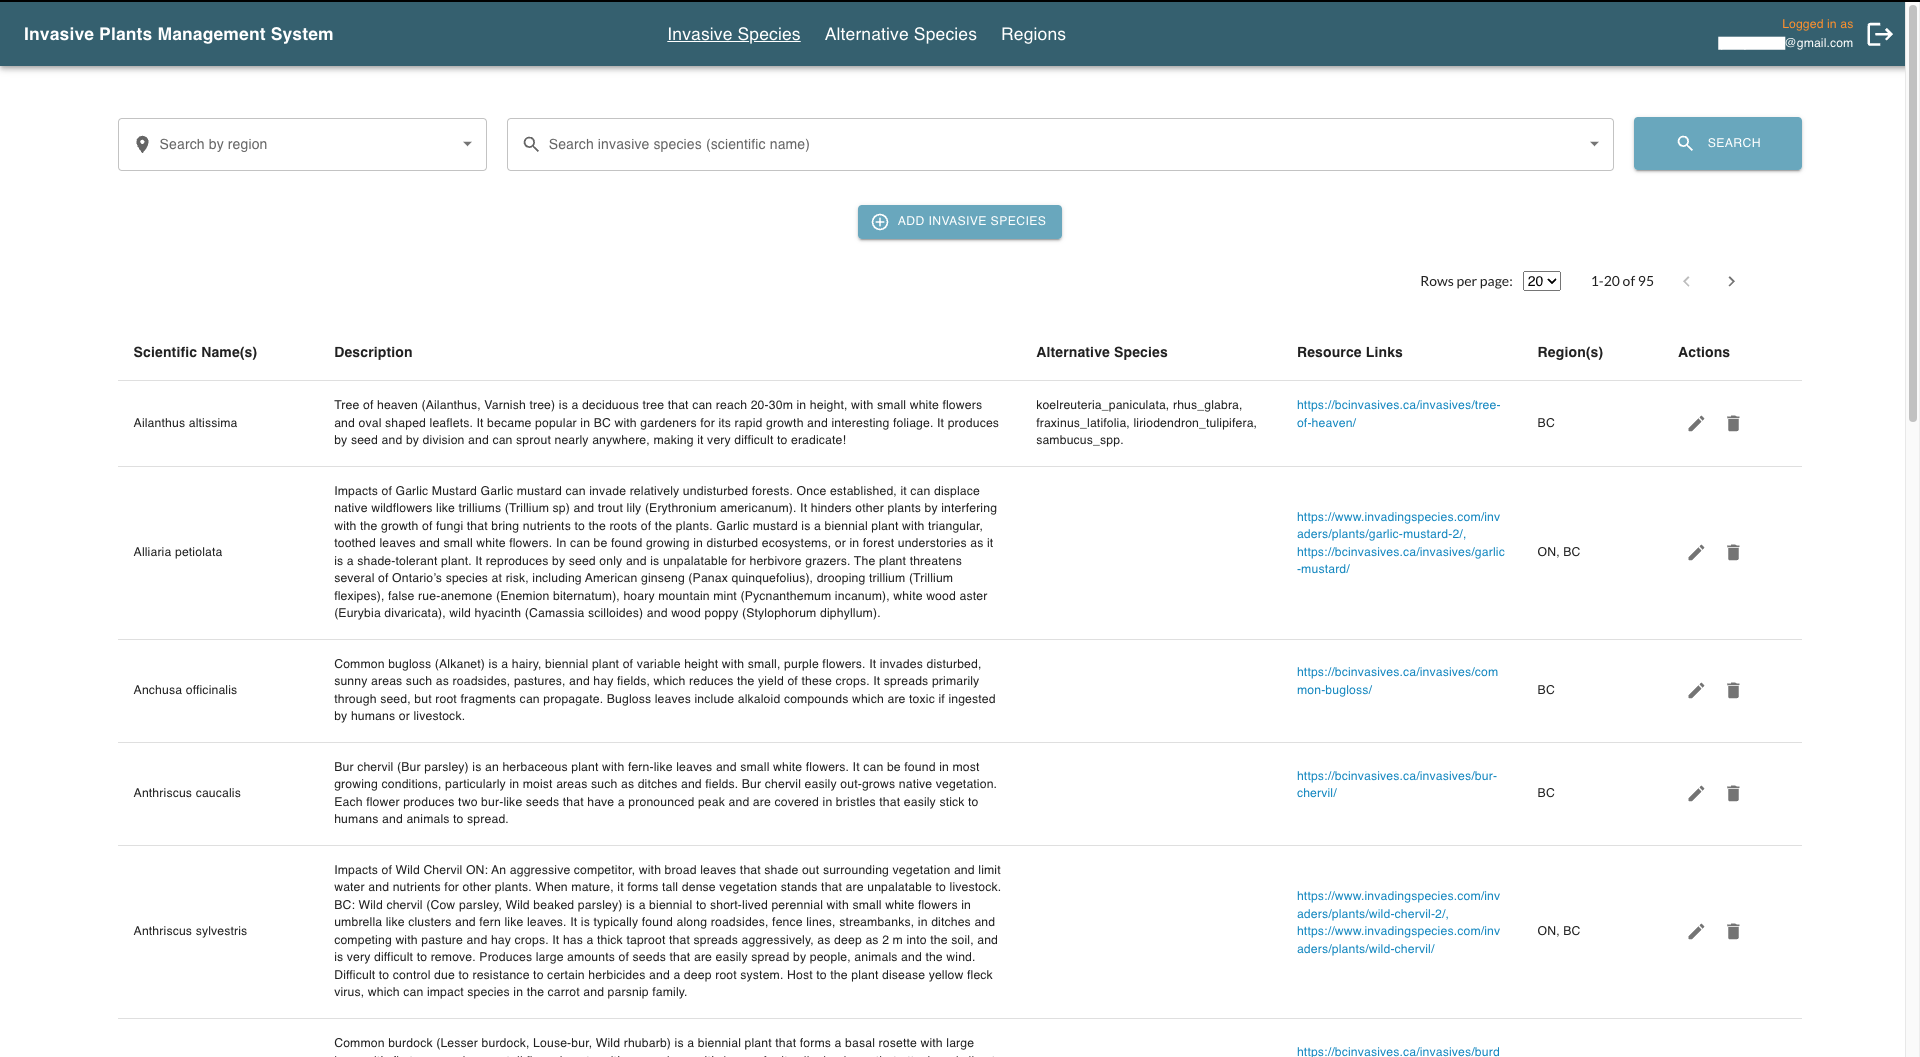 Invasive Plants Management System
Invasive Species
Alternative Species
Regions
Logged in as
@gmail.com
Search by region
Search invasive species (scientific name)
SEARCH
ADD INVASIVE SPECIES
Rows per page:
20
1-20 of 95
Scientific Name(s)
Description
Alternative Species
Resource Links
Region(s)
Actions
Ailanthus altissima
Tree of heaven (Ailanthus, Varnish tree) is a deciduous tree that can reach 20-30m in height, with small white flowers
and oval shaped leaflets. It became popular in BC with gardeners for its rapid growth and interesting foliage. It produces
by seed and by division and can sprout nearly anywhere, making it very difficult to eradicate!
koelreuteria_paniculata, rhus_glabra,
fraxinus_latifolia, liriodendron_tulipifera,
sambucus_spp.
https://bcinvasives.ca/invasives/tree-
of-heaven/
BC
Alliaria petiolata
Impacts of Garlic Mustard Garlic mustard can invade relatively undisturbed forests. Once established, it can displace
native wildflowers like trilliums (Trillium sp) and trout lily (Erythronium americanum). It hinders other plants by interfering
with the growth of fungi that bring nutrients to the roots of the plants. Garlic mustard is a biennial plant with triangular,
toothed leaves and small white flowers. In can be found growing in disturbed ecosystems, or in forest understories as it
is a shade-tolerant plant. It reproduces by seed only and is unpalatable for herbivore grazers. The plant threatens
several of Ontario's species at risk, including American ginseng (Panax quinquefolius), drooping trillium (Trillium
flexipes), false rue-anemone (Enemion biternatum), hoary mountain mint (Pycnanthemum incanum), white wood aster
(Eurybia divaricata), wild hyacinth (Camassia scilloides) and wood poppy (Stylophorum diphyllum).
https://www.invadingspecies.com/inv
aders/plants/garlic-mustard-2/,
https://bcinvasives.ca/invasives/garlic
-mustard/
ON, BC
Anchusa officinalis
Common bugloss (Alkanet) is a hairy, biennial plant of variable height with small, purple flowers. It invades disturbed,
sunny areas such as roadsides, pastures, and hay fields, which reduces the yield of these crops. It spreads primarily
through seed, but root fragments can propagate. Bugloss leaves include alkaloid compounds which are toxic if ingested
by humans or livestock.
https://bcinvasives.ca/invasives/com
mon-bugloss/
BC
Anthriscus caucalis
Bur chervil (Bur parsley) is an herbaceous plant with fern-like leaves and small white flowers. It can be found in most
growing conditions, particularly in moist areas such as ditches and fields. Bur chervil easily out-grows native vegetation.
Each flower produces two bur-like seeds that have a pronounced peak and are covered in bristles that easily stick to
humans and animals to spread.
https://bcinvasives.ca/invasives/bur-
chervil/
BC
Anthriscus sylvestris
Impacts of Wild Chervil ON: An aggressive competitor, with broad leaves that shade out surrounding vegetation and limit
water and nutrients for other plants. When mature, it forms tall dense vegetation stands that are unpalatable to livestock.
BC: Wild chervil (Cow parsley, Wild beaked parsley) is a biennial to short-lived perennial with small white flowers in
umbrella like clusters and fern like leaves. It is typically found along roadsides, fence lines, streambanks, in ditches and
competing with pasture and hay crops. It has a thick taproot that spreads aggressively, as deep as 2 m into the soil, and
is very difficult to remove. Produces large amounts of seeds that are easily spread by people, animals and the wind.
Difficult to control due to resistance to certain herbicides and a deep root system. Host to the plant disease yellow fleck
virus, which can impact species in the carrot and parsnip family.
https://www.invadingspecies.com/inv
aders/plants/wild-chervil-2/,
https://www.invadingspecies.com/inv
aders/plants/wild-chervil/
ON, BC
Common burdock (Lesser burdock, Louse-bur, Wild rhubarb) is a biennial plant that forms a basal rosette with large
https://bcinvasives.ca/invasives/burd